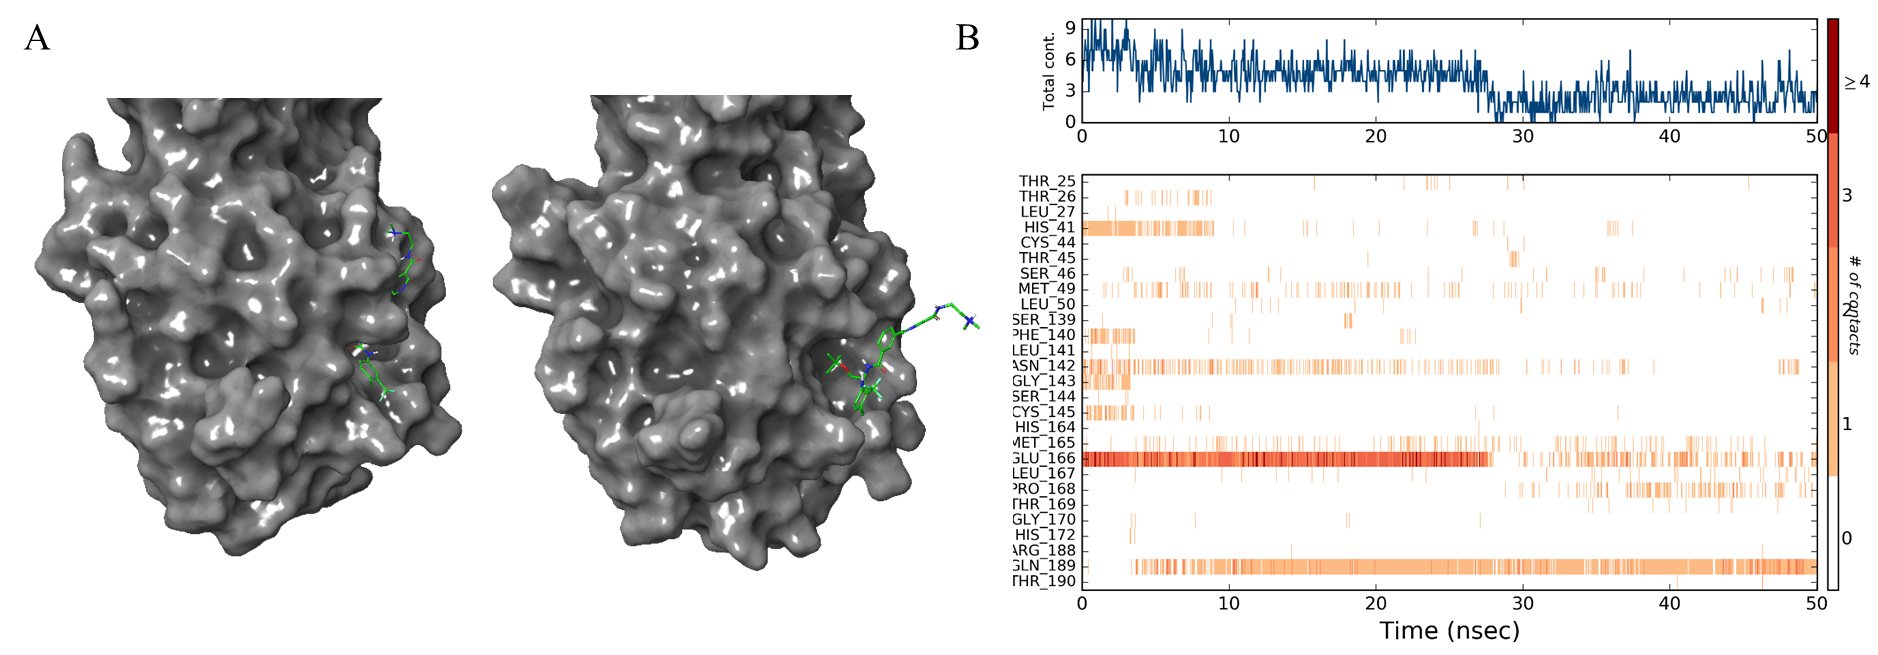 A
B
Total cont.
9
6
3
0
0 10 20 30 40 50
THR_25
THR_26
LEU_27
HIS_41
CYS_44
THR_45
SER_46
MET_49
LEU_50
SER_139
PHE_140
LEU_141
ASN_142
GLY_143
SER_144
CYS_145
HIS_164
MET_165
GLU_166
LEU_167
PRO_168
THR_169
GLY_170
HIS_172
ARG_188
GLN_189
THR_190
0 10 20 30 40 50
Time (nsec)
≥4
3
2
1
0
# of contacts